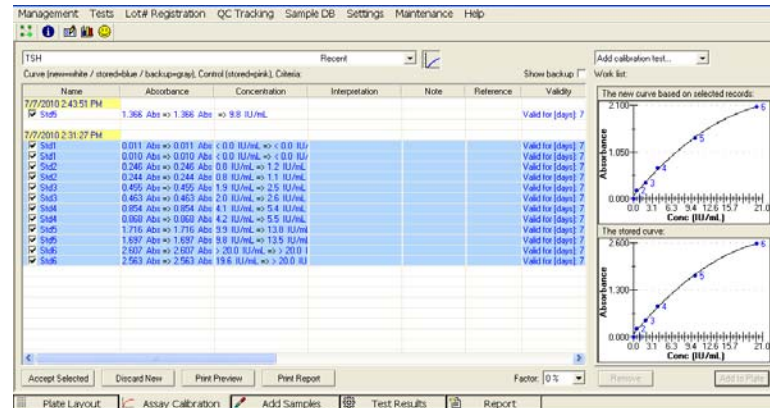 Management Tests Lot# Registration QC Tracking Sample DB Settings Maintenance Help
TSH Recent Add calibration test...
Curve (new=white / stored=blue / backup=gray), Control (stored=pink), Criteria: Show backup Work list:
Name Absorbance Concentration Interpretation Note Reference Validity
7/7/2010 2:43:51 PM
Std5 1.366 Abs => 1.366 Abs => 9.8 IU/mL Valid for [days]: 7
7/7/2010 2:31:27 PM
Std1 0.011 Abs => 0.011 Abs < 0.0 IU/mL => < 0.0 IU/ Valid for [days]: 7
Std1 0.010 Abs => 0.010 Abs < 0.0 IU/mL => < 0.0 IU/ Valid for [days]: 7
Std2 0.246 Abs => 0.246 Abs 0.8 IU/mL => 1.2 IU/mL Valid for [days]: 7
Std2 0.244 Abs => 0.244 Abs 0.8 IU/mL => 1.1 IU/mL Valid for [days]: 7
Std3 0.455 Abs => 0.455 Abs 1.9 IU/mL => 2.5 IU/mL Valid for [days]: 7
Std3 0.463 Abs => 0.463 Abs 2.0 IU/mL => 2.6 IU/mL Valid for [days]: 7
Std4 0.854 Abs => 0.854 Abs 4.1 IU/mL => 5.4 IU/mL Valid for [days]: 7
Std4 0.868 Abs => 0.868 Abs 4.2 IU/mL => 5.5 IU/mL Valid for [days]: 7
Std5 1.716 Abs => 1.716 Abs 9.9 IU/mL => 13.8 IU/ml Valid for [days]: 7
Std5 1.697 Abs => 1.697 Abs 9.8 IU/mL => 13.5 IU/ml Valid for [days]: 7
Std6 2.607 Abs => 2.607 Abs > 20.0 IU/mL => > 20.0 I Valid for [days]: 7
Std6 2.563 Abs => 2.563 Abs 19.6 IU/mL => > 20.0 IU Valid for [days]: 7
The new curve based on selected records:
2.100
1.050
0.000
Absorbance
2 3 4 5 6
0.0 3.1 6.3 9.4 12.6 15.7 21.0
Conc (IU/mL)
The stored curve:
2.600
1.300
0.000
Absorbance
2 3 4 5 6
0.0 3.1 6.3 9.4 12.6 15.7 21.0
Conc (IU/mL)
Accept Selected Discard New Print Preview Print Report Factor: 0 % Remove Add to Plate
Plate Layout Assay Calibration Add Samples Test Results Report